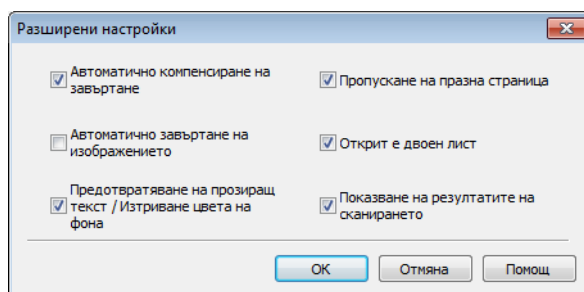 Разширени настройки
Автоматично компенсиране на
завъртане
Пропускане на празна страница
Автоматично завъртане на
изображението
Открит е двоен лист
Предотвратяване на прозиращ
текст / Изтриване цвета на
фона
Показване на резултатите на
сканирането
OK
Отмяна
Помощ